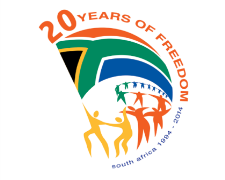 20 YEARS OF FREEDOM
south africa 1994 - 2014